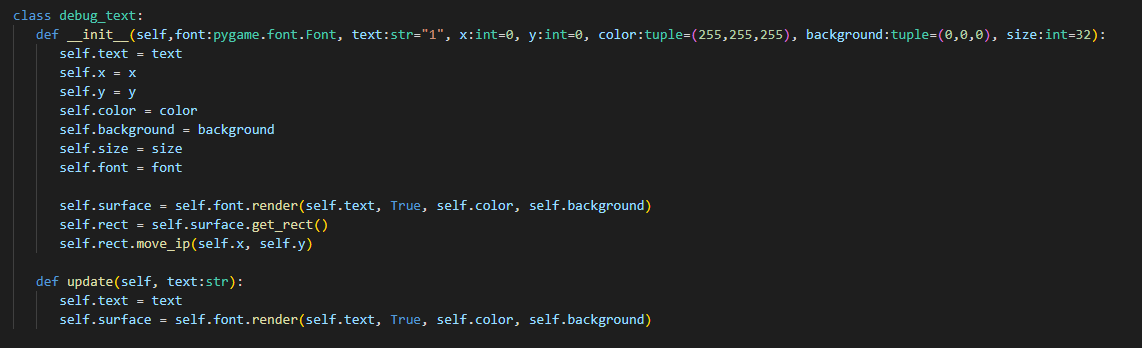 class debug_text:
    def __init__(self,font:pygame.font.Font, text:str="1", x:int=0, y:int=0, color:tuple=(255,255,255), background:tuple=(0,0,0), size:int=32):
        self.text = text
        self.x = x
        self.y = y
        self.color = color
        self.background = background
        self.size = size
        self.font = font

        self.surface = self.font.render(self.text, True, self.color, self.background)
        self.rect = self.surface.get_rect()
        self.rect.move_ip(self.x, self.y)

    def update(self, text:str):
        self.text = text
        self.surface = self.font.render(self.text, True, self.color, self.background)